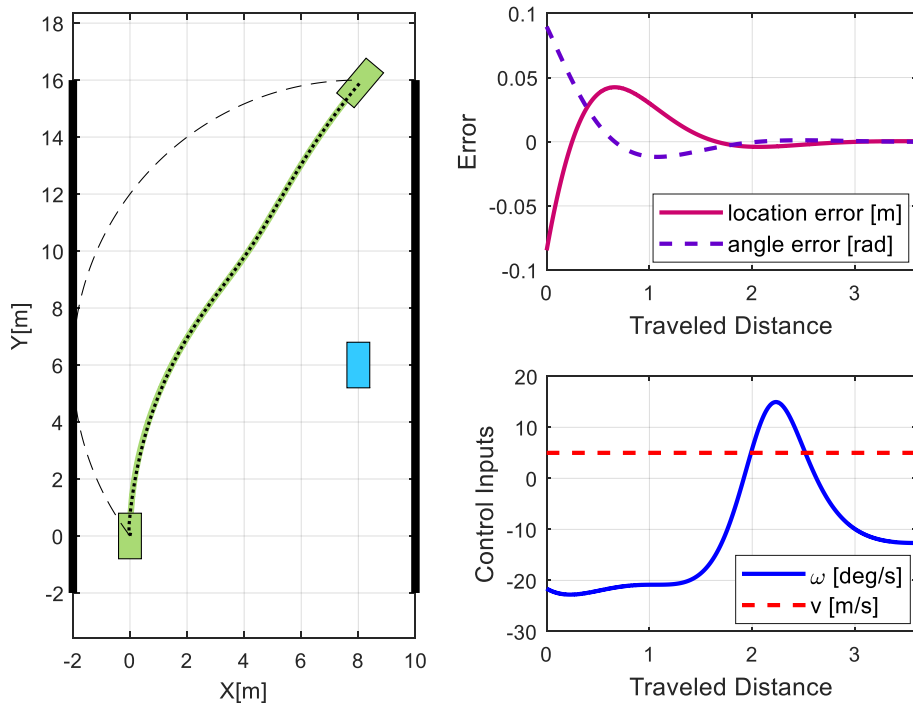 18
16
14
12
10
8
6
4
2
0
-2
Y[m]
-2 0 2 4 6 8 10
X[m]
0.1
0.05
0
-0.05
-0.1
Error
location error [m]
angle error [rad]
0 1 2 3
Traveled Distance
20
10
0
-10
-20
-30
Control Inputs
ω [deg/s]
v [m/s]
0 1 2 3
Traveled Distance